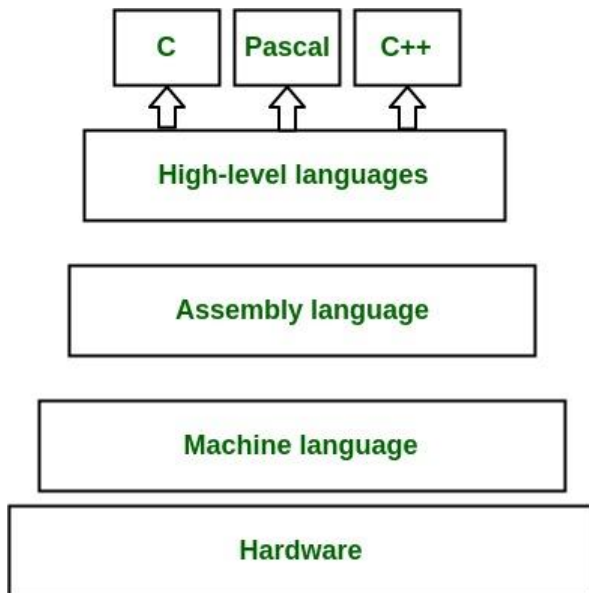 C
Pascal
C++
High-level languages
Assembly language
Machine language
Hardware